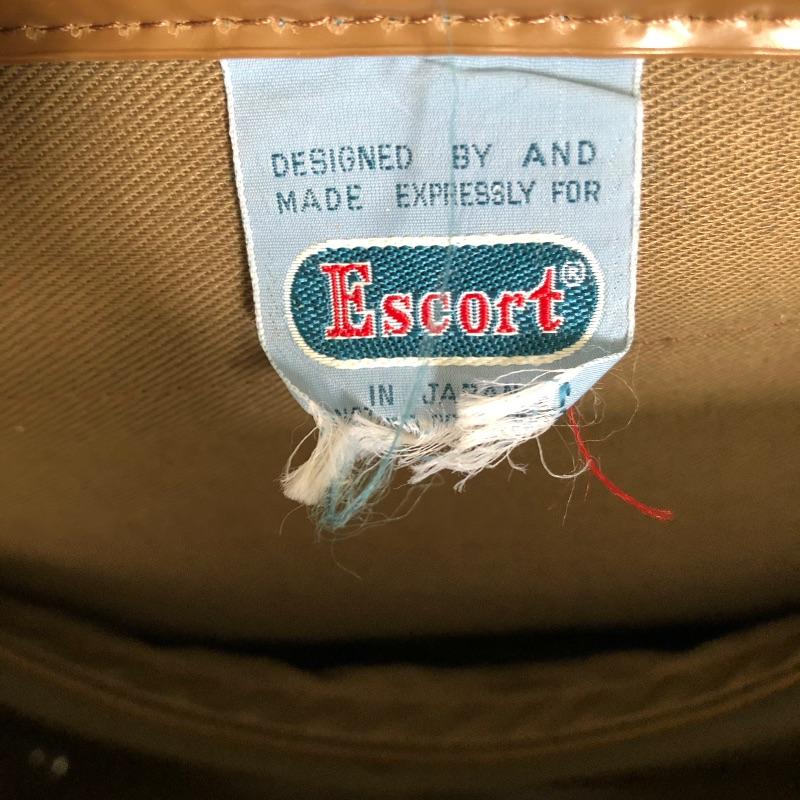 DESIGNED BY AND
MADE EXPRESSLY FOR
Escort®
IN JAPAN